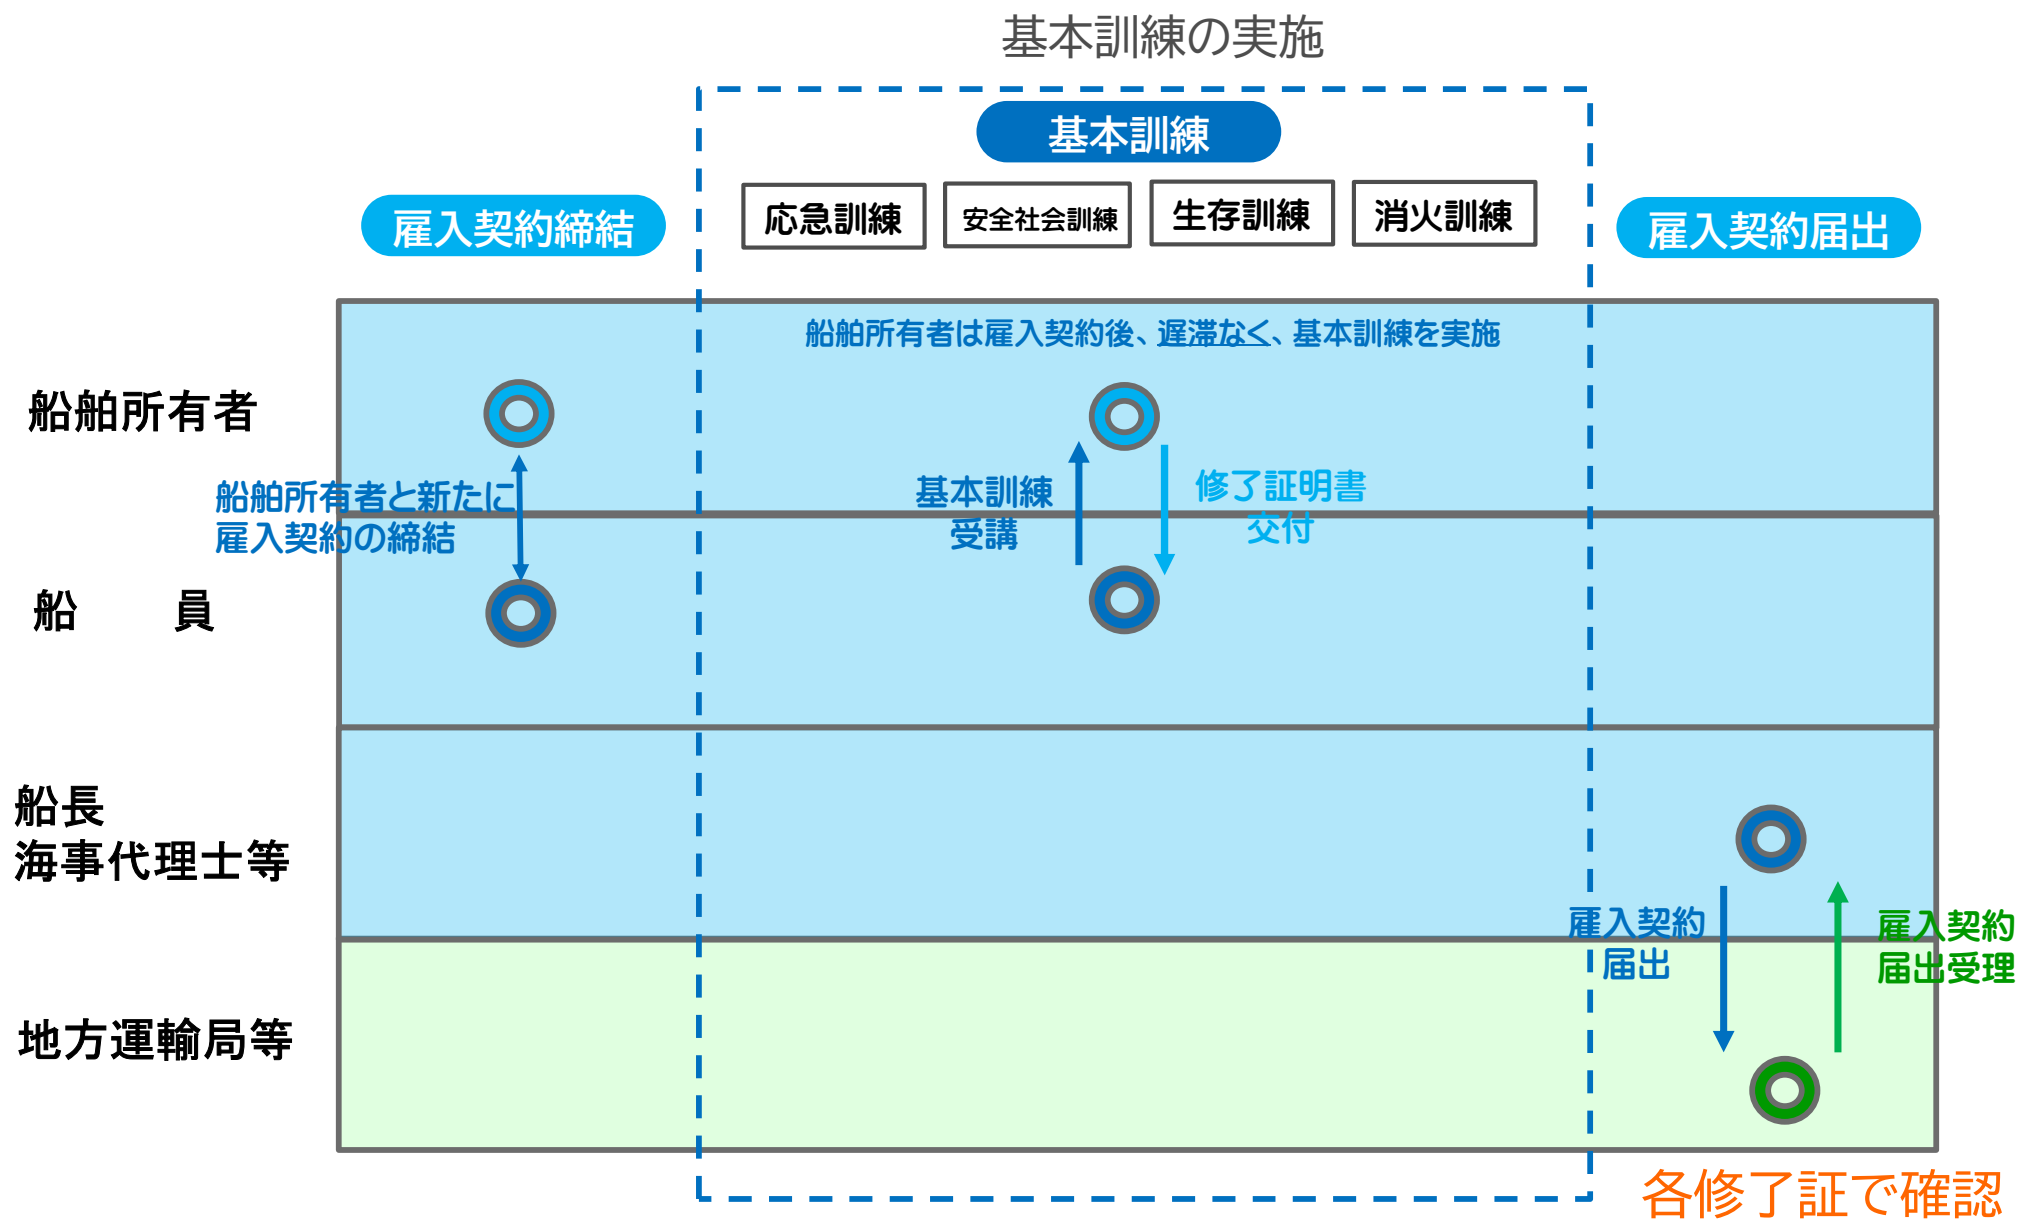 基本訓練の実施
基本訓練
応急訓練
安全社会訓練
生存訓練
消火訓練
雇入契約締結
雇入契約届出
船舶所有者は雇入契約後、遅滞なく、基本訓練を実施
船舶所有者
船舶所有者と新たに
雇入契約の締結
基本訓練
受講
修了証明書
交付
船　　員
船長
海事代理士等
雇入契約
届出
雇入契約
届出受理
地方運輸局等
各修了証で確認